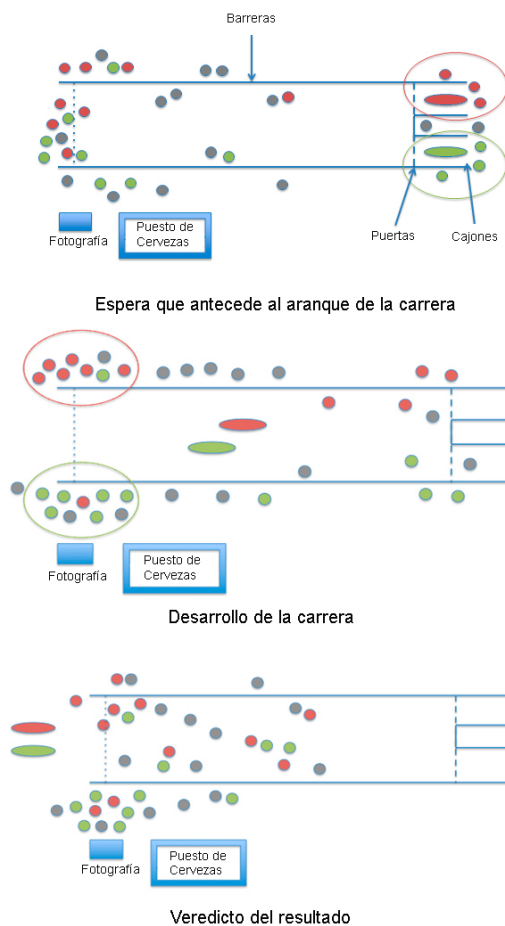 Barreras
Fotografía
Puesto de
Cervezas
Puertas
Cajones
Espera que antecede al aranque de la carrera
Fotografía
Puesto de
Cervezas
Desarrollo de la carrera
Fotografía
Puesto de
Cervezas
Veredicto del resultado